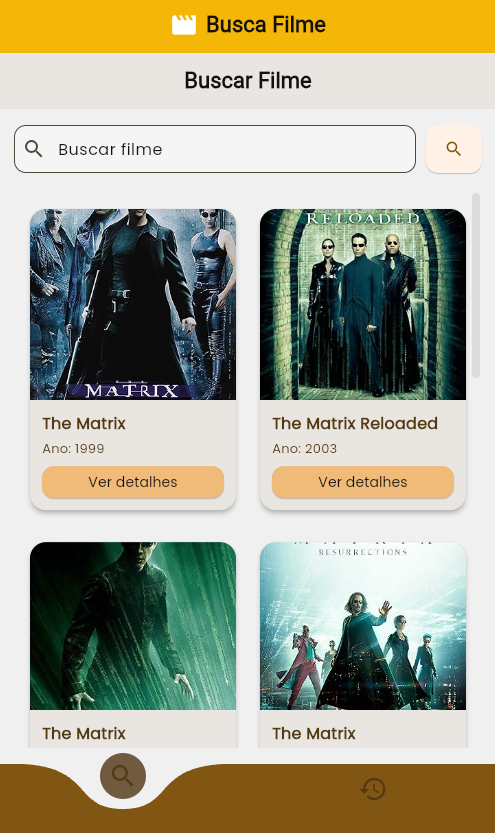 Busca Filme
Buscar Filme
Buscar filme
MATRIX
RELOADED
The Matrix
Ano: 1999
Ver detalhes
The Matrix Reloaded
Ano: 2003
Ver detalhes
RESURRECTIONS
The Matrix
The Matrix